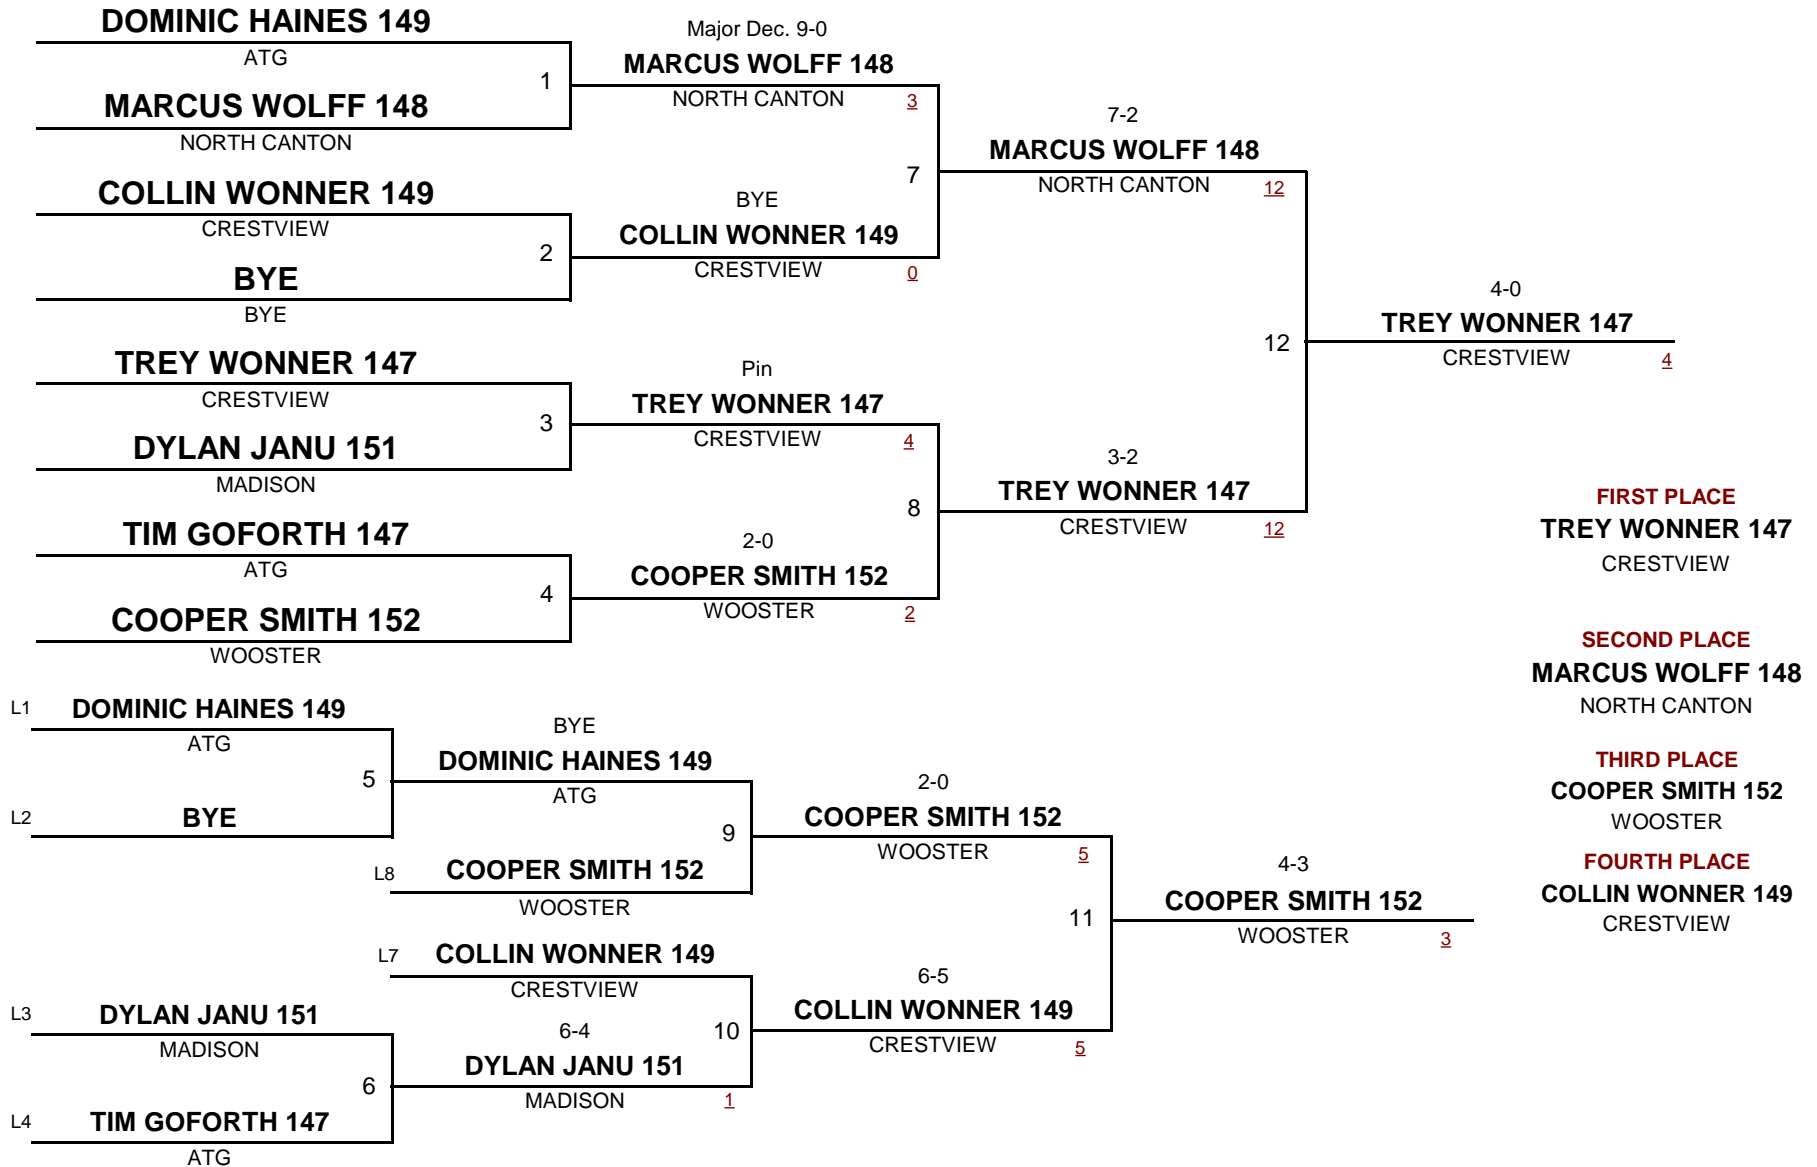 DOMINIC HAINES 149
ATG
1
MARCUS WOLFF 148
NORTH CANTON
COLLIN WONNER 149
CRESTVIEW
2
BYE
BYE
TREY WONNER 147
CRESTVIEW
3
DYLAN JANU 151
MADISON
TIM GOFORTH 147
ATG
4
COOPER SMITH 152
WOOSTER
Major Dec. 9-0
MARCUS WOLFF 148
NORTH CANTON 3
7
BYE
COLLIN WONNER 149
CRESTVIEW 0
Pin
TREY WONNER 147
CRESTVIEW 4
8
2-0
COOPER SMITH 152
WOOSTER 2
7-2
MARCUS WOLFF 148
NORTH CANTON 12
12
3-2
TREY WONNER 147
CRESTVIEW 12
4-0
TREY WONNER 147
CRESTVIEW 4
FIRST PLACE
TREY WONNER 147
CRESTVIEW
SECOND PLACE
MARCUS WOLFF 148
NORTH CANTON
THIRD PLACE
COOPER SMITH 152
WOOSTER
FOURTH PLACE
COLLIN WONNER 149
CRESTVIEW
L1 DOMINIC HAINES 149
ATG
5
L2 BYE
BYE
DOMINIC HAINES 149
ATG
9
L8 COOPER SMITH 152
WOOSTER
L7 COLLIN WONNER 149
CRESTVIEW
10
L3 DYLAN JANU 151
MADISON
6
L4 TIM GOFORTH 147
ATG
6-4
DYLAN JANU 151
MADISON 1
2-0
COOPER SMITH 152
WOOSTER 5
11
6-5
COLLIN WONNER 149
CRESTVIEW 5
4-3
COOPER SMITH 152
WOOSTER 3